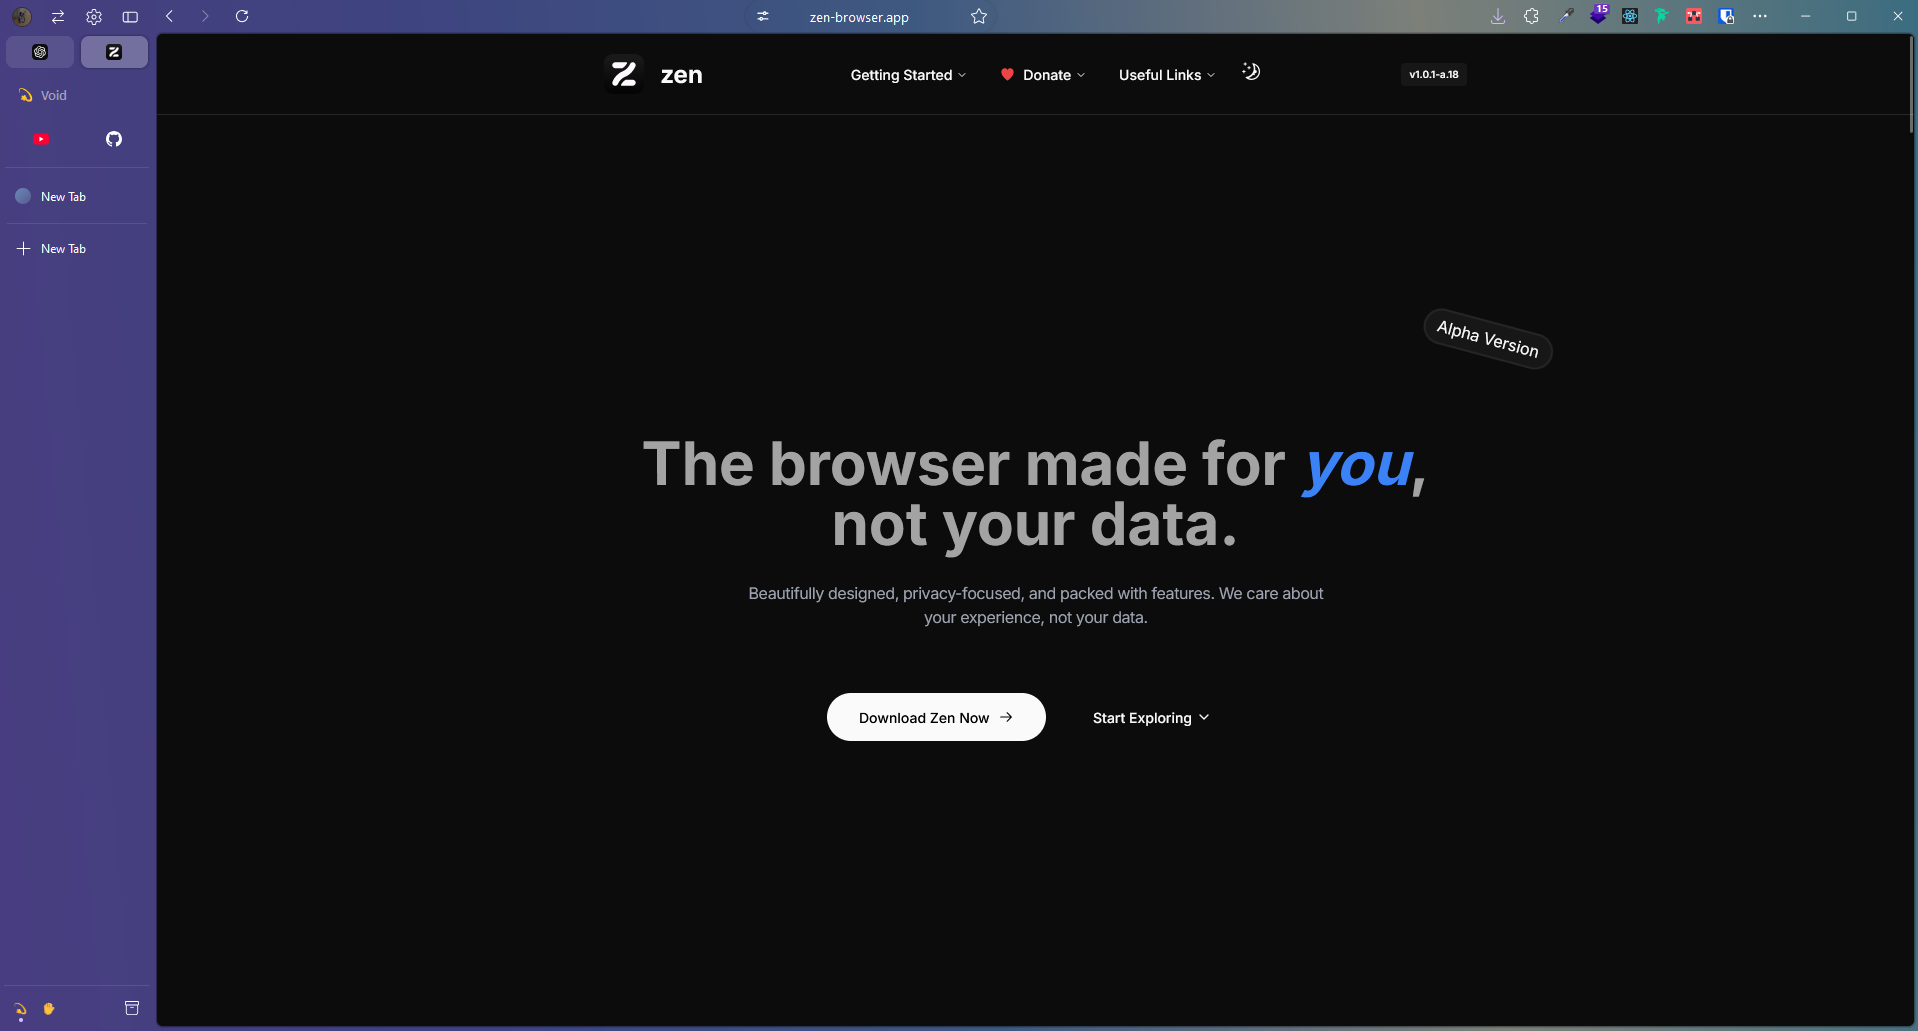 zen-browser.app
15
Void
New Tab
New Tab
zen
Getting Started
Donate
Useful Links
v1.0.1-a.18
Alpha Version
The browser made for you,
not your data.
Beautifully designed, privacy-focused, and packed with features. We care about
your experience, not your data.
Download Zen Now
Start Exploring